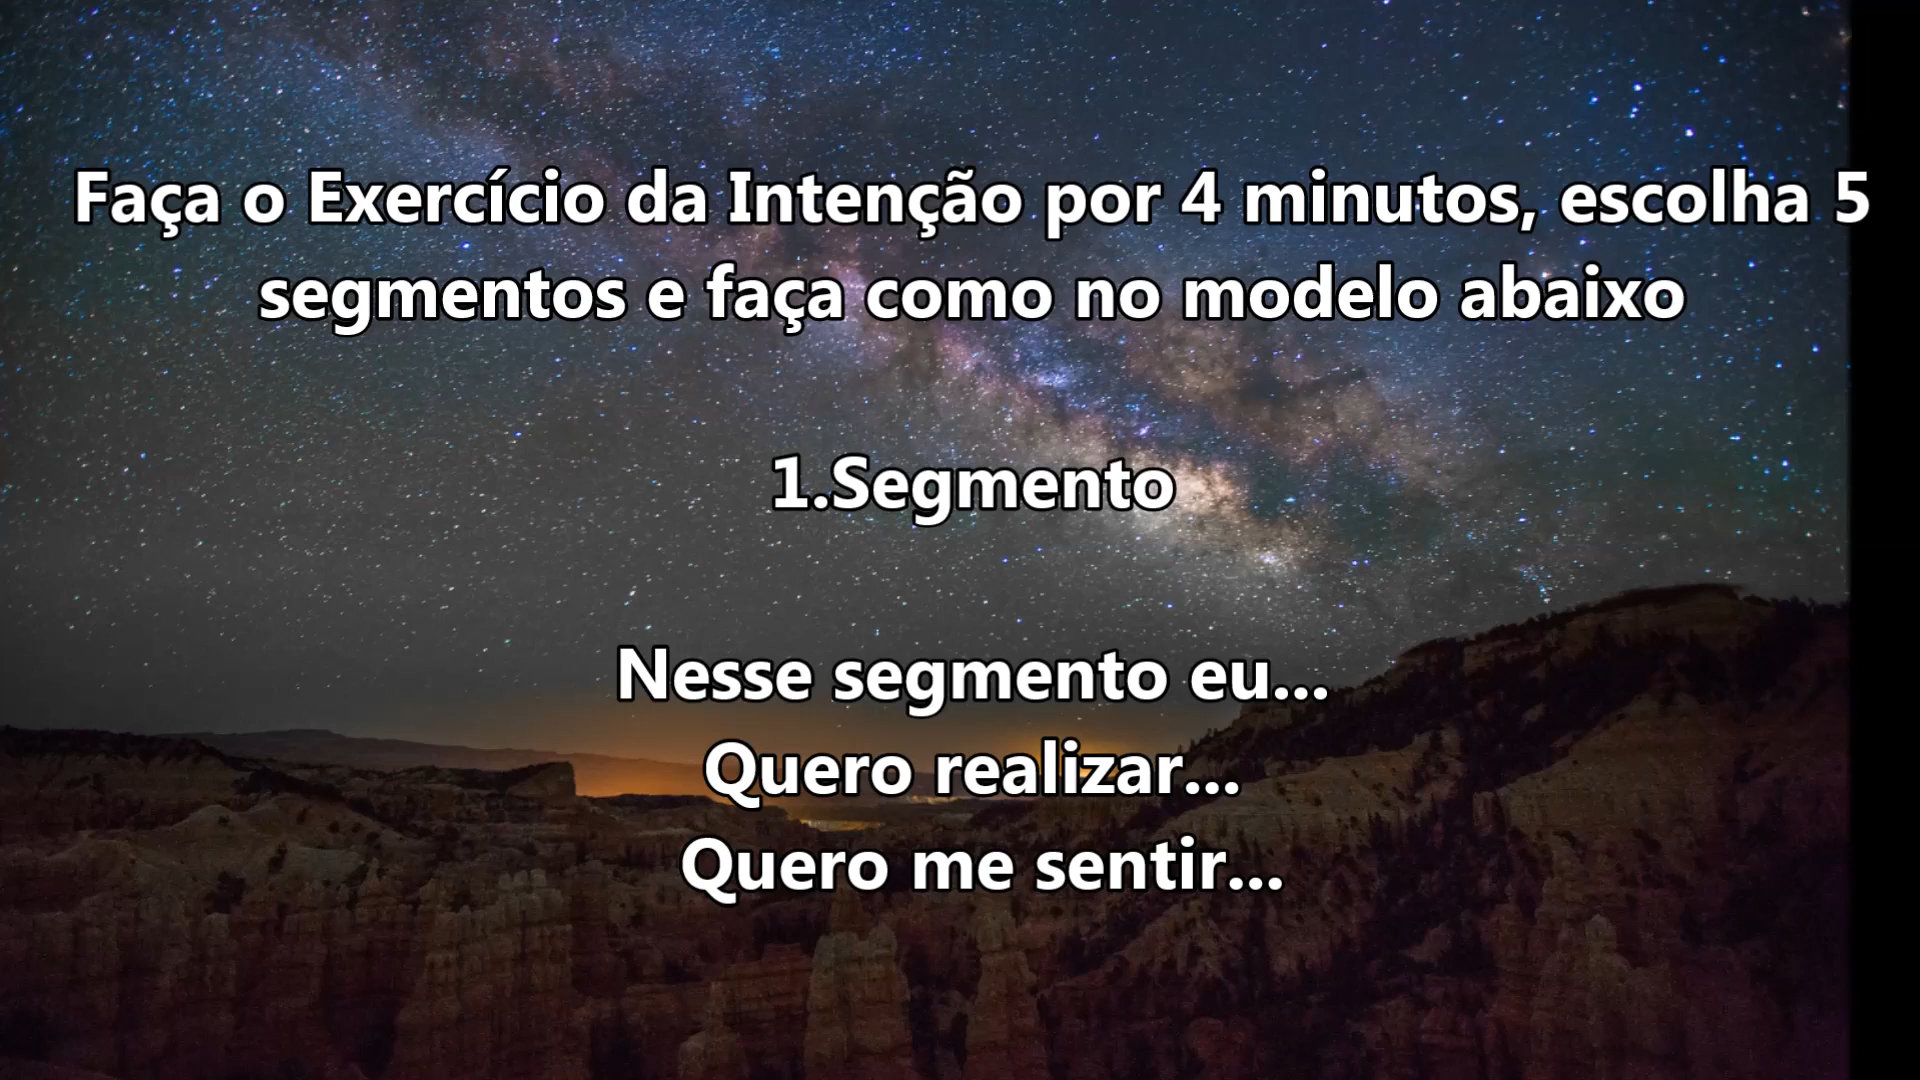 Faça o Exercício da Intenção por 4 minutos, escolha 5
segmentos e faça como no modelo abaixo
1.Segmento
Nesse segmento eu...
Quero realizar...
Quero me sentir...